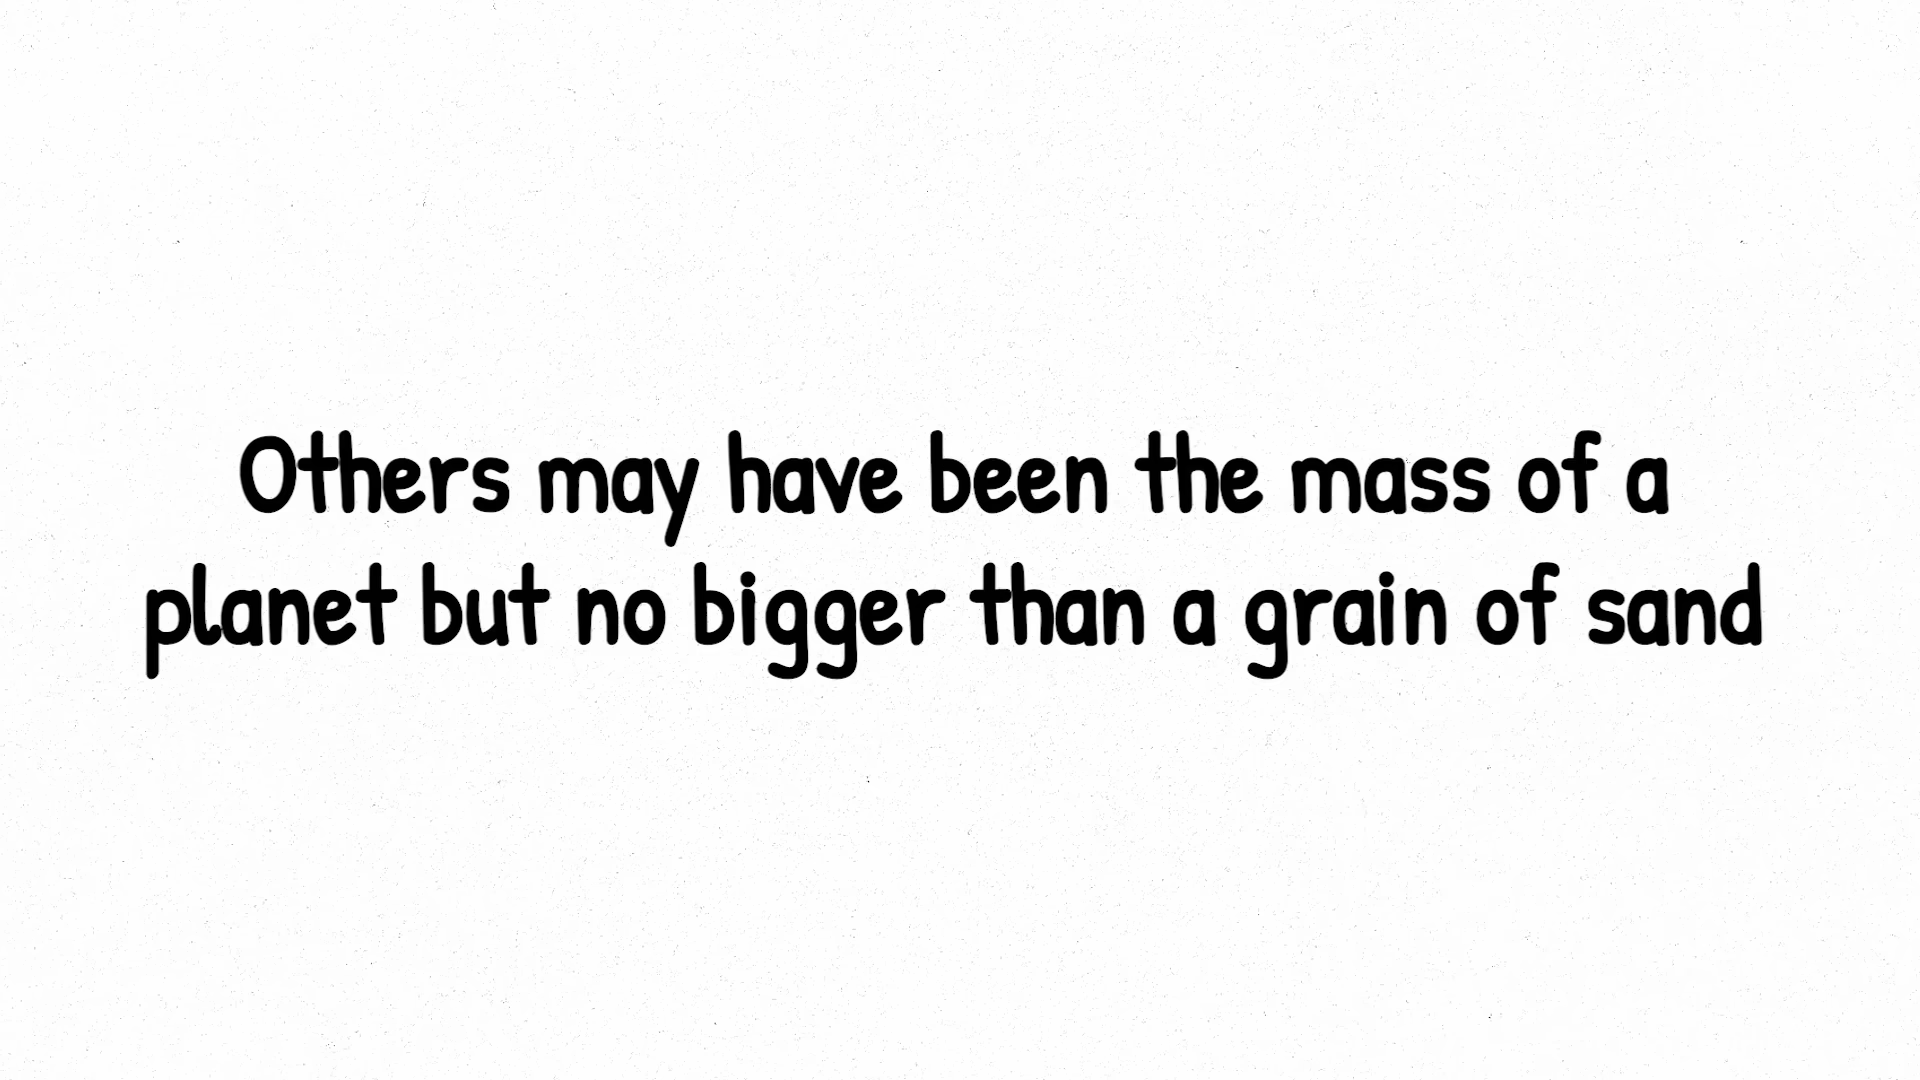 Others may have been the mass of a
planet but no bigger than a grain of sand